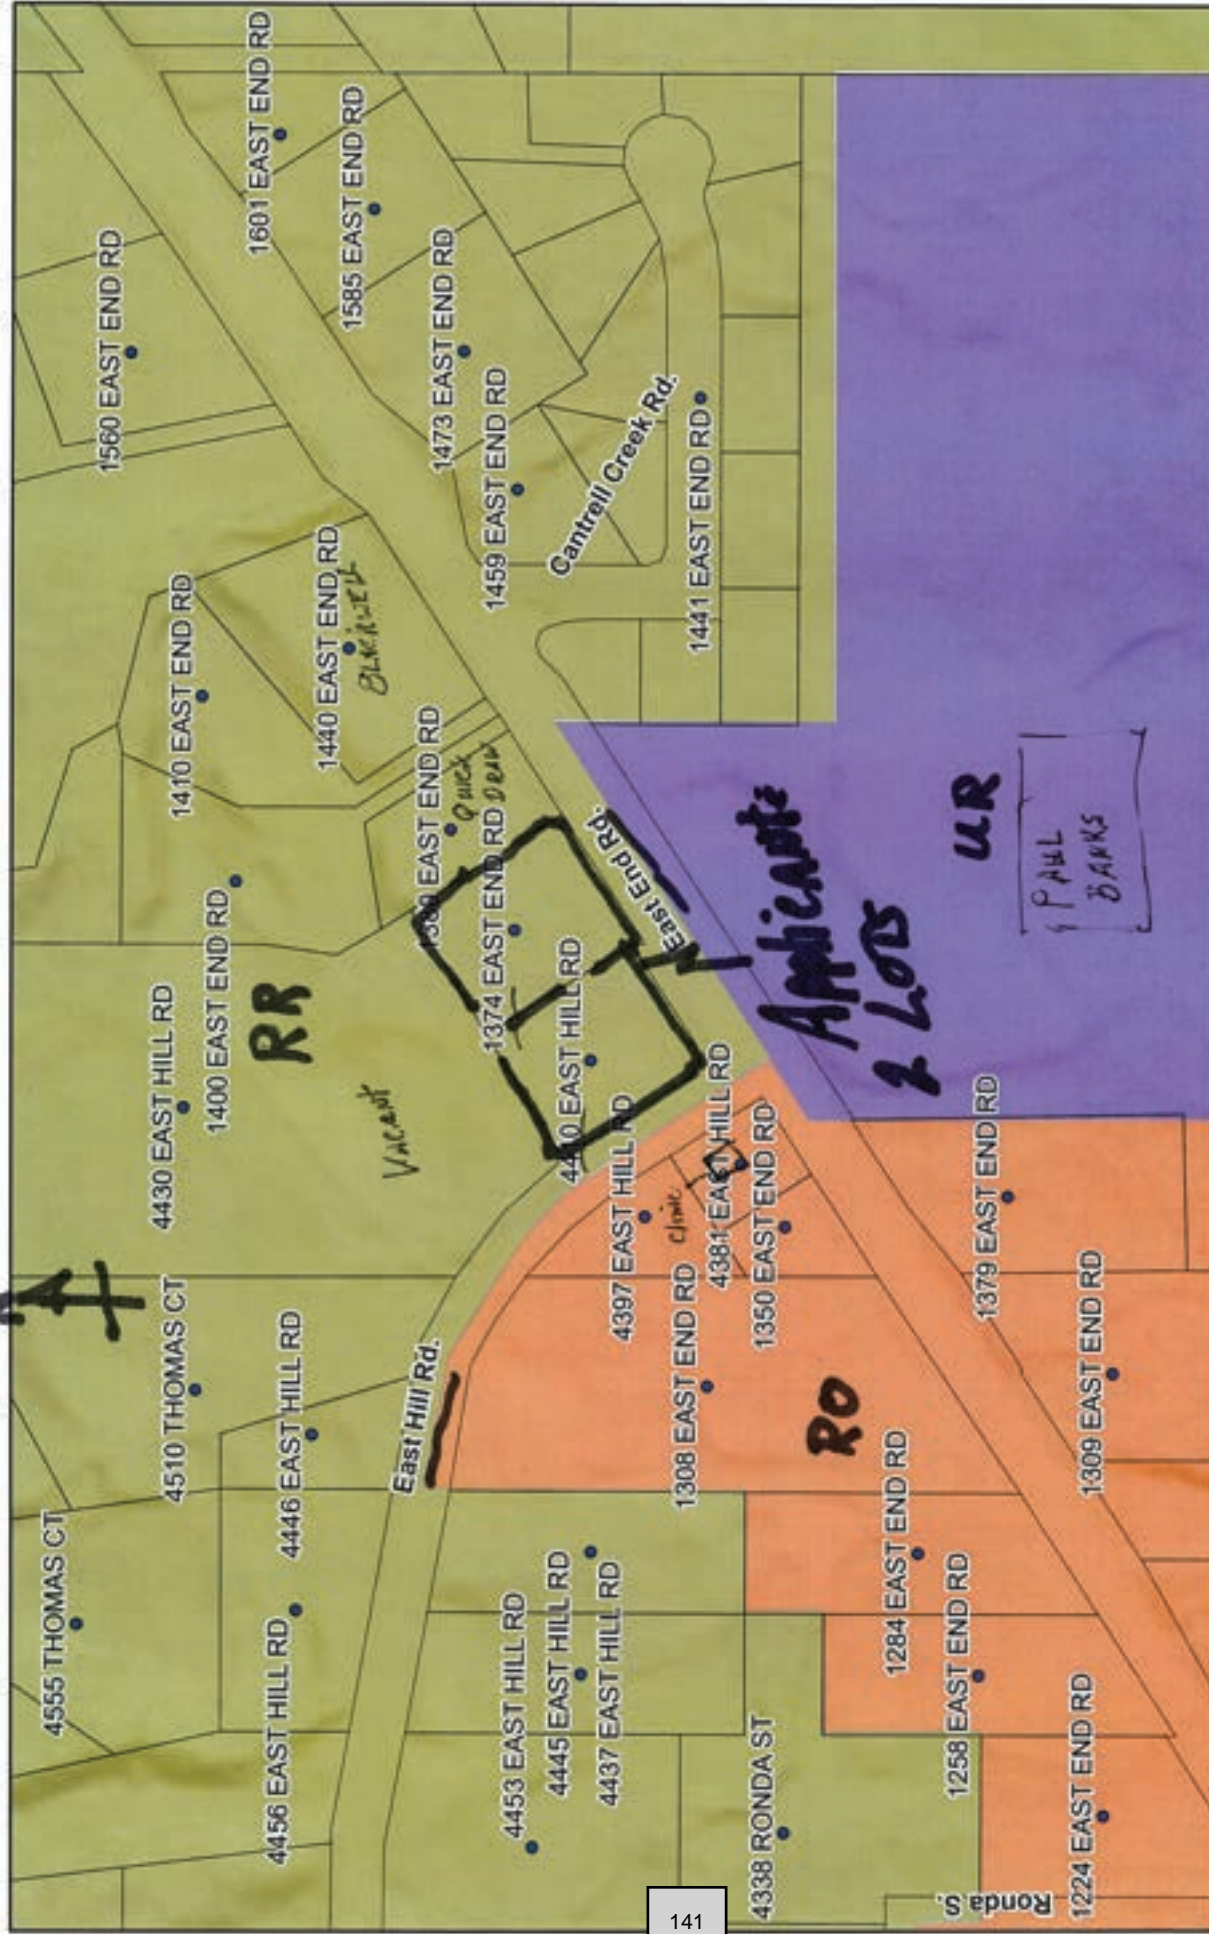 4555 THOMAS CT
1560 EAST END RD
4510 THOMAS CT
4430 EAST HILL RD
1410 EAST END RD
1400 EAST END RD
1601 EAST END RD
4456 EAST HILL RD
4446 EAST HILL RD
RR
1440 EAST END RD
1585 EAST END RD
VACANT
East Hill Rd.
EAST END RD
1473 EAST END RD
QUICK
DRAW
1374 EAST END RD
1459 EAST END RD
4453 EAST HILL RD
4445 EAST HILL RD
4437 EAST HILL RD
EAST HILL RD
Cantrell Creek Rd.
4397 EAST HILL RD
East End Rd.
clinic
1308 EAST END RD
4381 EAST HILL RD
1441 EAST END RD
4338 RONDA ST
1350 EAST END RD
Applicants
2 LOTS
RO
1284 EAST END RD
1258 EAST END RD
1379 EAST END RD
UR
PAUL
BANKS
Ronda S.
1224 EAST END RD
1309 EAST END RD
141